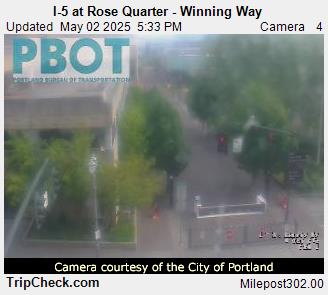 I-5 at Rose Quarter - Winning Way
Updated May 02 2025 5:33 PM Camera 4
PBOT
PORTLAND BUREAU OF TRANSPORTATION
Camera courtesy of the City of Portland
TripCheck.com Milepost302.00